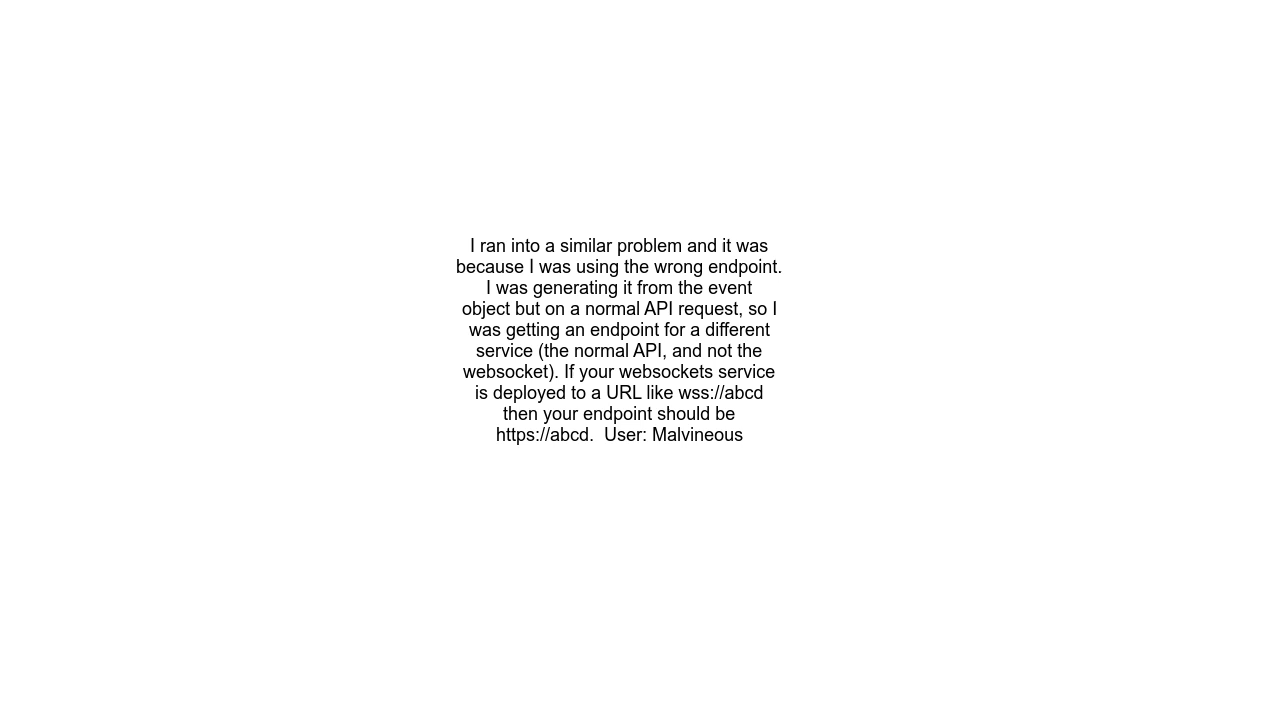 I ran into a similar problem and it was
because I was using the wrong endpoint.
I was generating it from the event
object but on a normal API request, so I
was getting an endpoint for a different
service (the normal API, and not the
websocket). If your websockets service
is deployed to a URL like wss://abcd
then your endpoint should be
https://abcd.  User: Malvineous